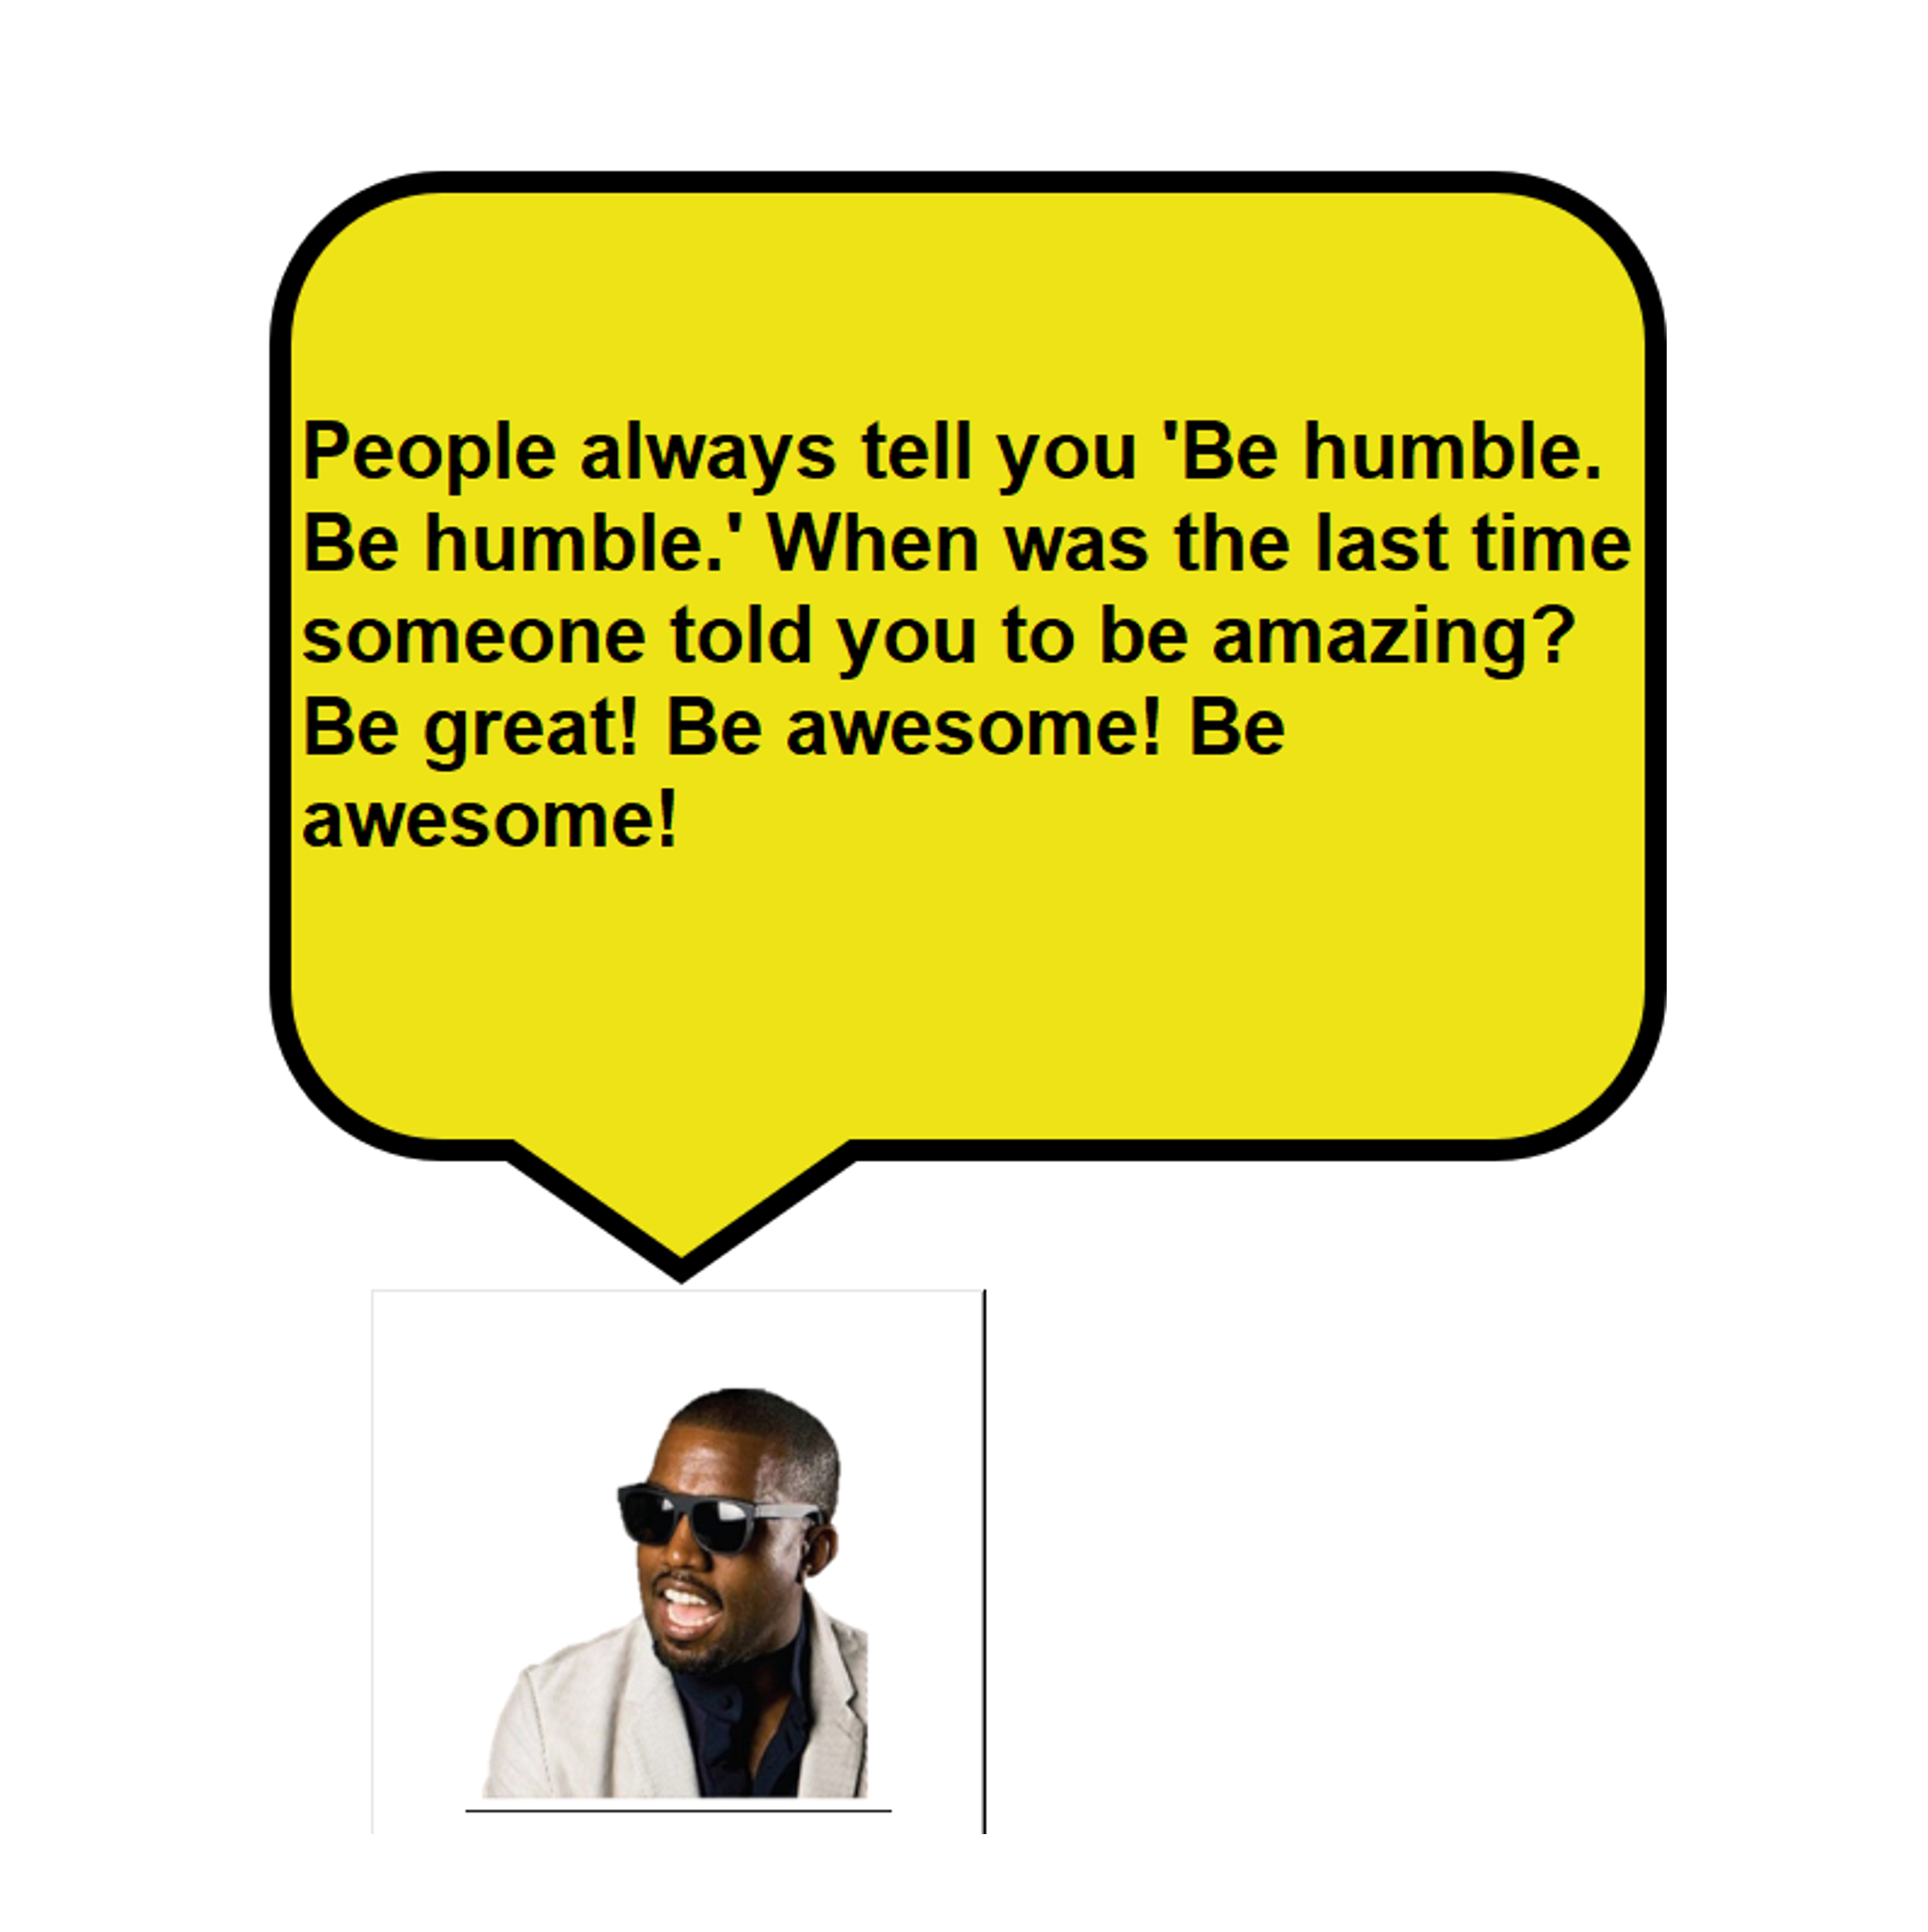 People always tell you 'Be humble.
Be humble.' When was the last time
someone told you to be amazing?
Be great! Be awesome! Be
awesome!